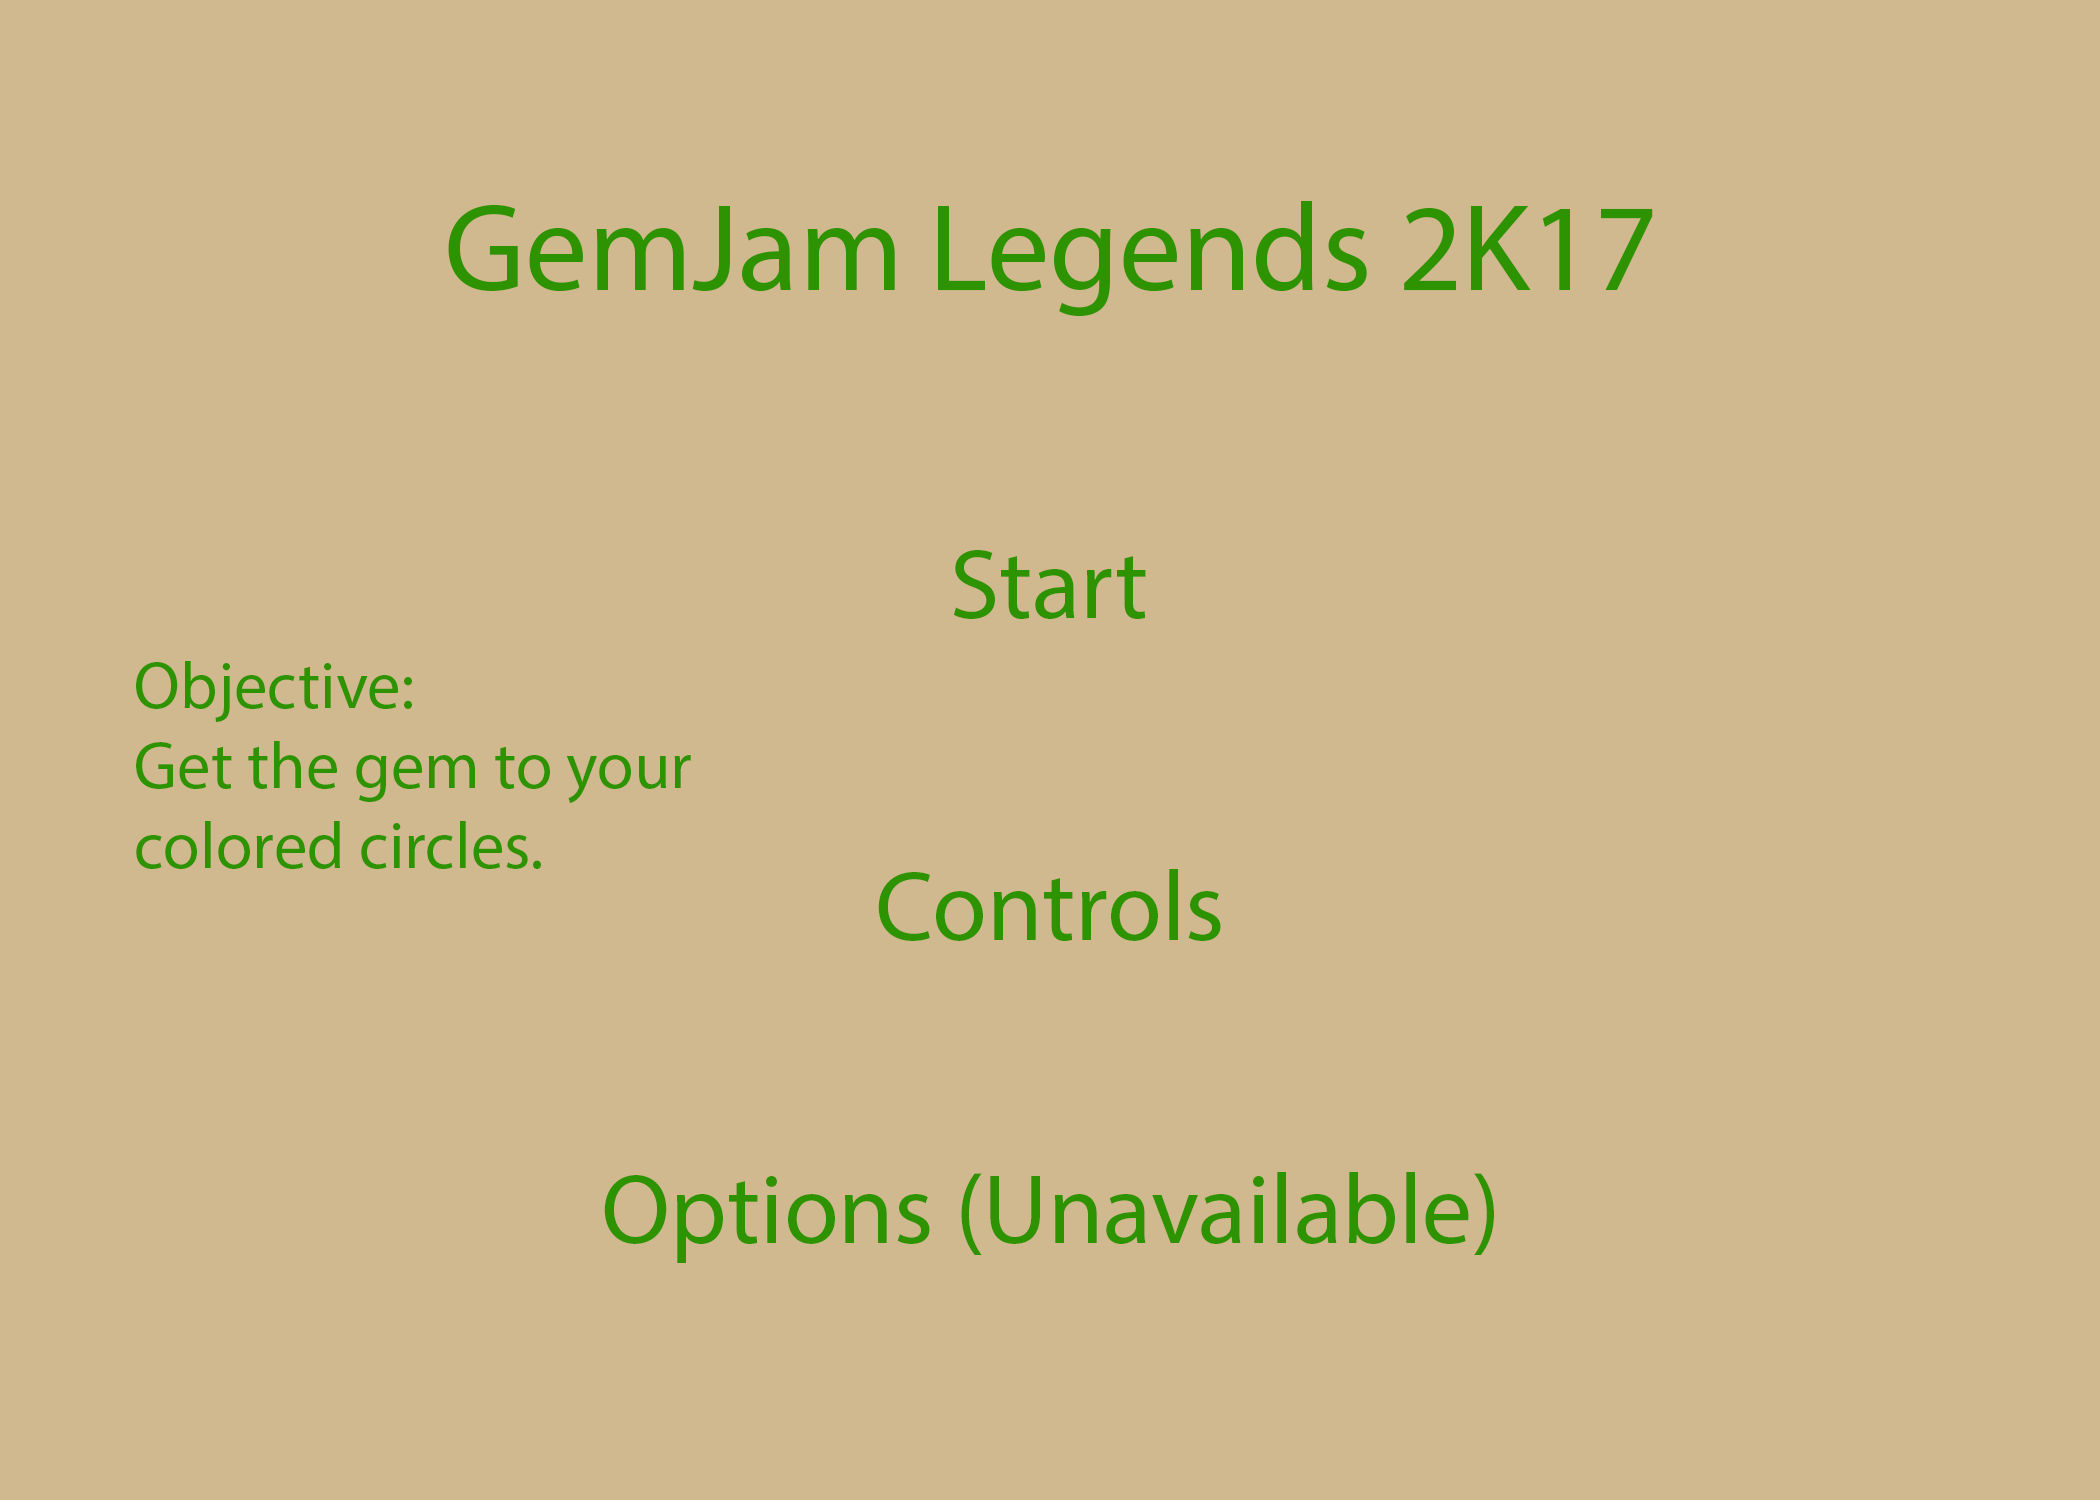 GemJam Legends 2K17
Start
Objective:
Get the gem to your
colored circles.
Controls
Options (Unavailable)